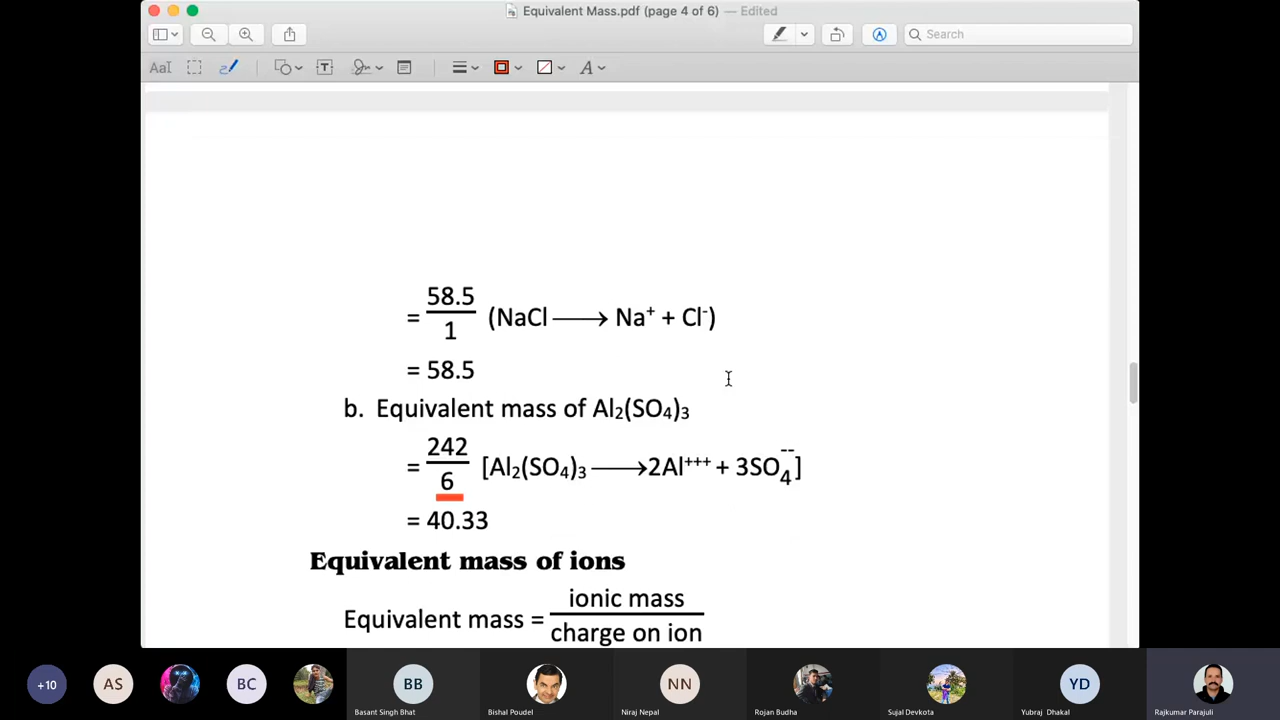 Equivalent Mass.pdf (page 4 of 6) — Edited
Search
AaI
T
A
= 58.5/1 (NaCl ⟶ Na⁺ + Cl⁻)
= 58.5
b. Equivalent mass of Al₂(SO₄)₃
= 242/6 [Al₂(SO₄)₃ ⟶ 2Al⁺⁺⁺ + 3SO₄⁻⁻]
= 40.33
Equivalent mass of ions
Equivalent mass = ionic mass/charge on ion
+10 AS BC BB NN YD
Basant Singh Bhat Bishal Poudel Niraj Nepal Rojan Budha Sujal Devkota Yubraj Dhakal Rajkumar Parajuli